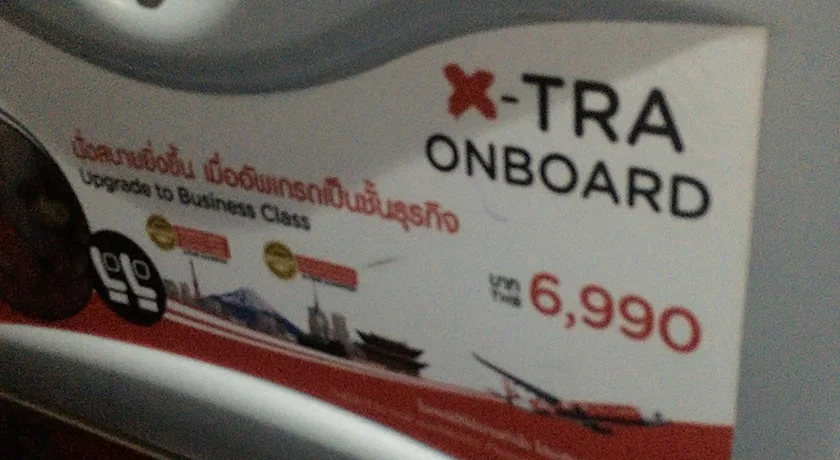 X-TRA
ONBOARD
นั่งสบายยิ่งขึ้น เมื่ออัพเกรดเป็นชั้นธุรกิจ
Upgrade to Business Class
บาท
THB
6,990